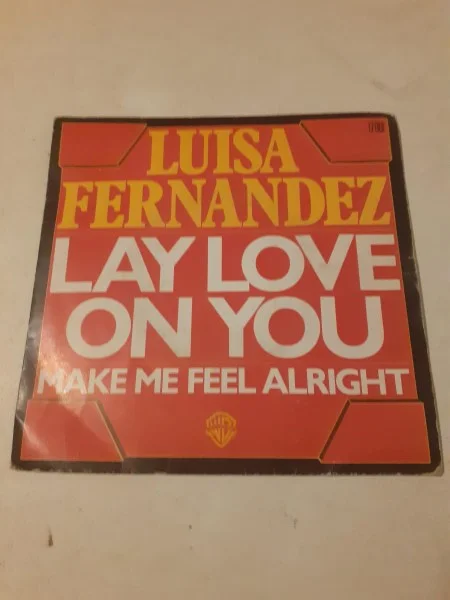 LUISA
FERNANDEZ
LAY LOVE
ON YOU
MAKE ME FEEL ALRIGHT